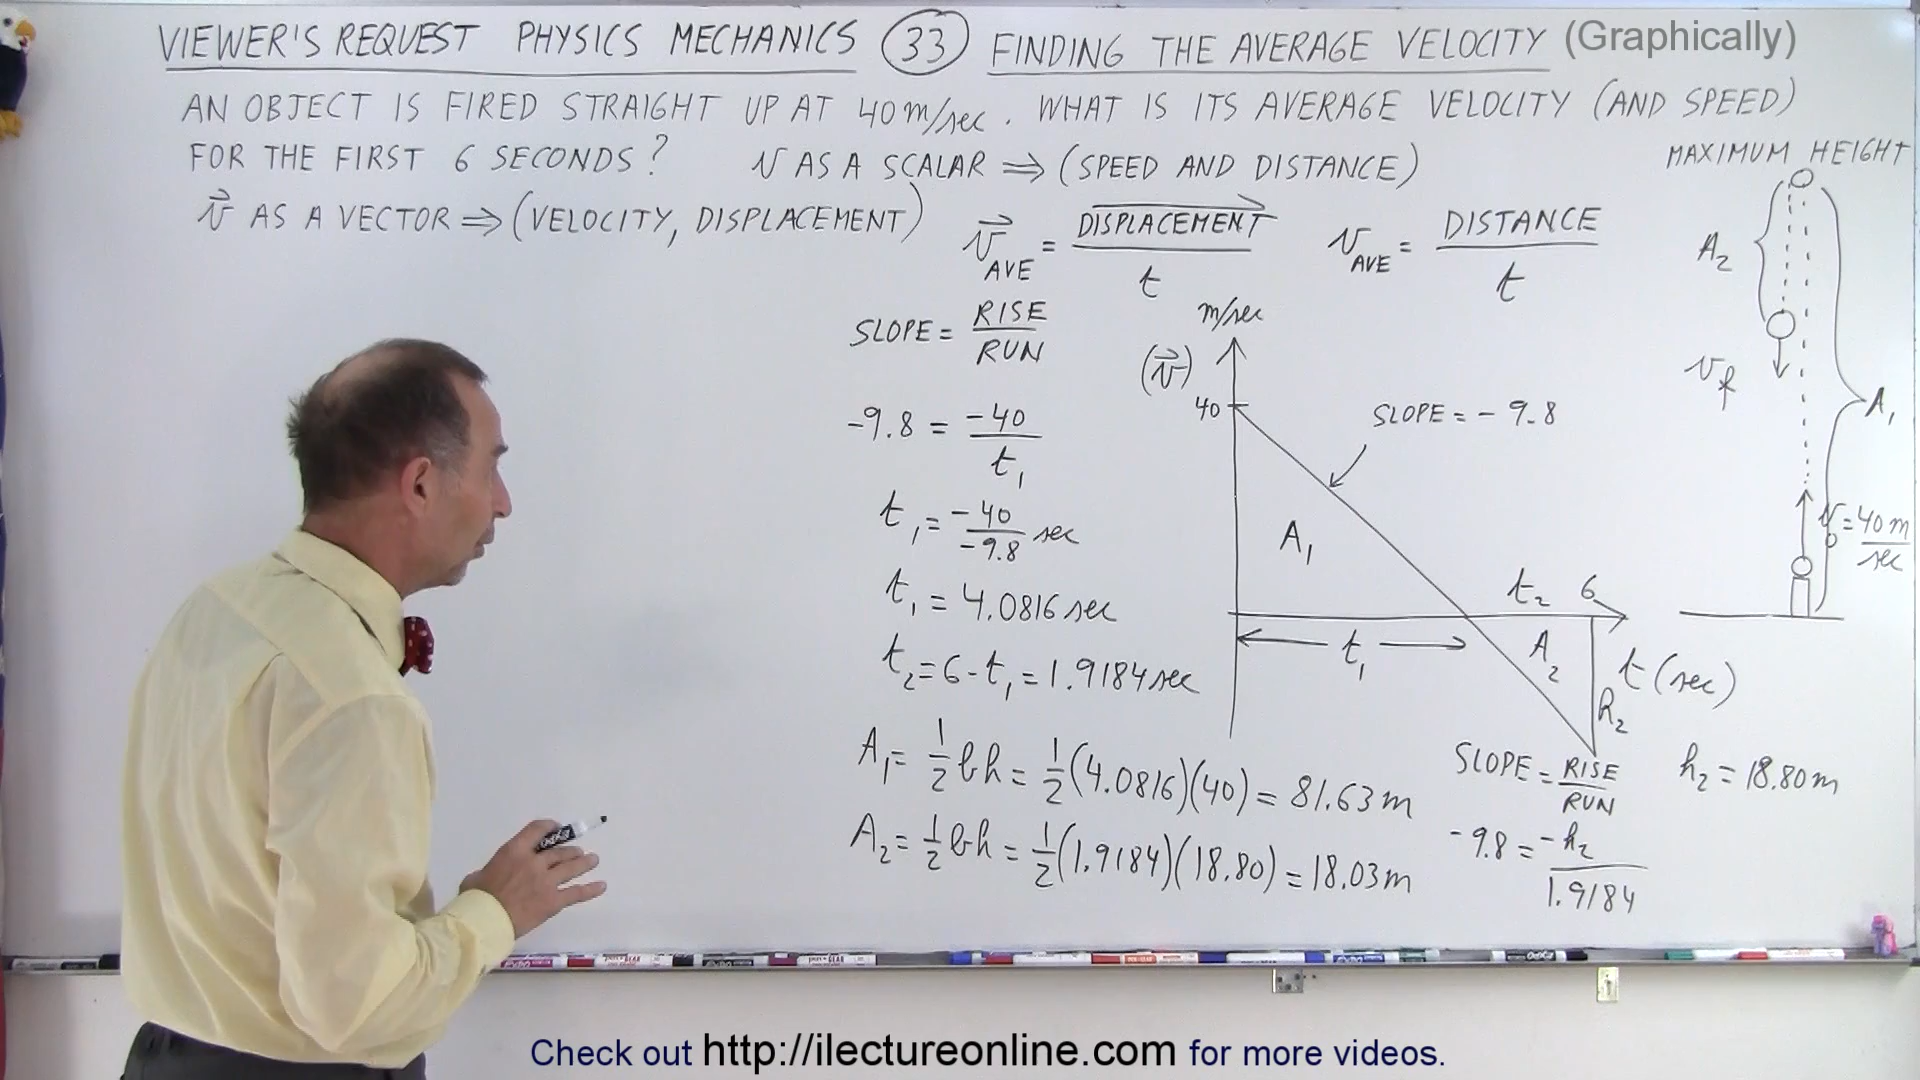 VIEWER'S REQUEST PHYSICS MECHANICS 33 FINDING THE AVERAGE VELOCITY (Graphically)
AN OBJECT IS FIRED STRAIGHT UP AT 40 m/sec. WHAT IS ITS AVERAGE VELOCITY (AND SPEED)
FOR THE FIRST 6 SECONDS? v AS A SCALAR ⇒ (SPEED AND DISTANCE)
v⃗ AS A VECTOR ⇒ (VELOCITY, DISPLACEMENT)
v⃗ AVE = DISPLACEMENT / t
v AVE = DISTANCE / t
SLOPE = RISE / RUN
-9.8 = -40 / t₁
t₁ = -40 / -9.8 sec
t₁ = 4.0816 sec
t₂ = 6 - t₁ = 1.9184 sec
A₁ = 1/2 bh = 1/2 (4.0816)(40) = 81.63 m
A₂ = 1/2 bh = 1/2 (1.9184)(18.80) = 18.03 m
m/sec
(v⃗)
40
SLOPE = -9.8
A₁
t₂ 6
t₁
A₂
t (sec)
h₂
SLOPE = RISE / RUN
-9.8 = -h₂ / 1.9184
h₂ = 18.80 m
MAXIMUM HEIGHT
A₂
v f
A₁
v₀ = 40 m / sec
Check out http://ilectureonline.com for more videos.